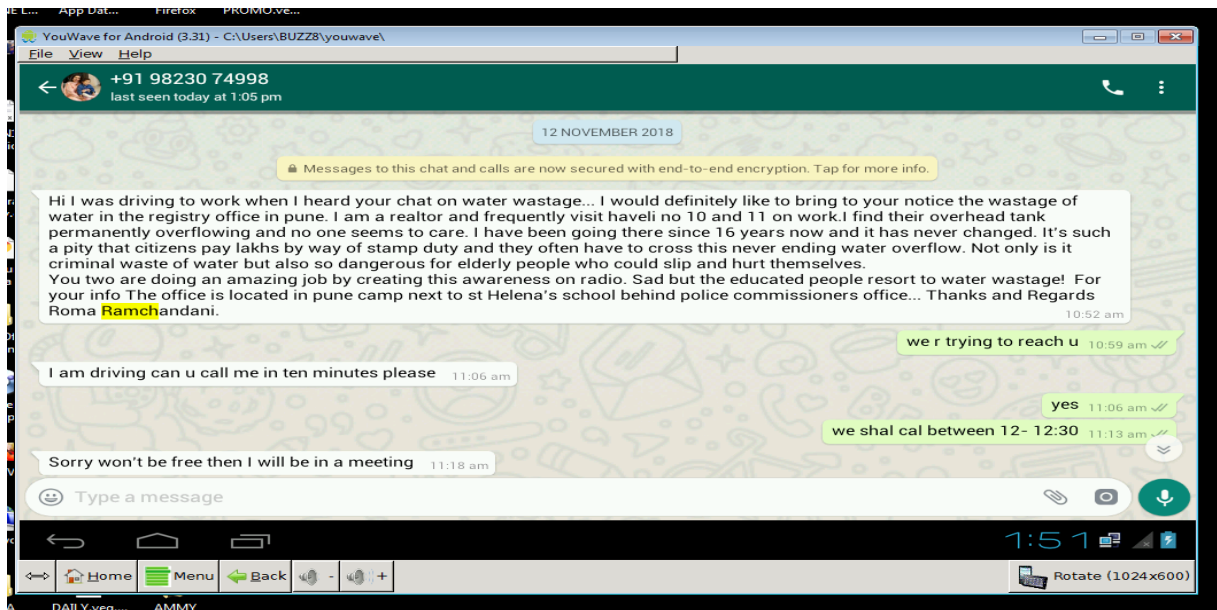 App Dat... Firefox PROMO.ve...
YouWave for Android (3.31) - C:\Users\BUZZ8\youwave\
File View Help
+91 98230 74998
last seen today at 1:05 pm
12 NOVEMBER 2018
Messages to this chat and calls are now secured with end-to-end encryption. Tap for more info.
Hi I was driving to work when I heard your chat on water wastage... I would definitely like to bring to your notice the wastage of
water in the registry office in pune. I am a realtor and frequently visit haveli no 10 and 11 on work.I find their overhead tank
permanently overflowing and no one seems to care. I have been going there since 16 years now and it has never changed. It's such
a pity that citizens pay lakhs by way of stamp duty and they often have to cross this never ending water overflow. Not only is it
criminal waste of water but also so dangerous for elderly people who could slip and hurt themselves.
You two are doing an amazing job by creating this awareness on radio. Sad but the educated people resort to water wastage! For
your info The office is located in pune camp next to st Helena's school behind police commissioners office... Thanks and Regards
Roma Ramchandani.
10:52 am
we r trying to reach u 10:59 am
I am driving can u call me in ten minutes please 11:06 am
yes 11:06 am
we shal cal between 12- 12:30 11:13 am
Sorry won't be free then I will be in a meeting 11:18 am
Type a message
1:51
Home Menu Back - + Rotate (1024x600)
DAILY.veg.... AMMY